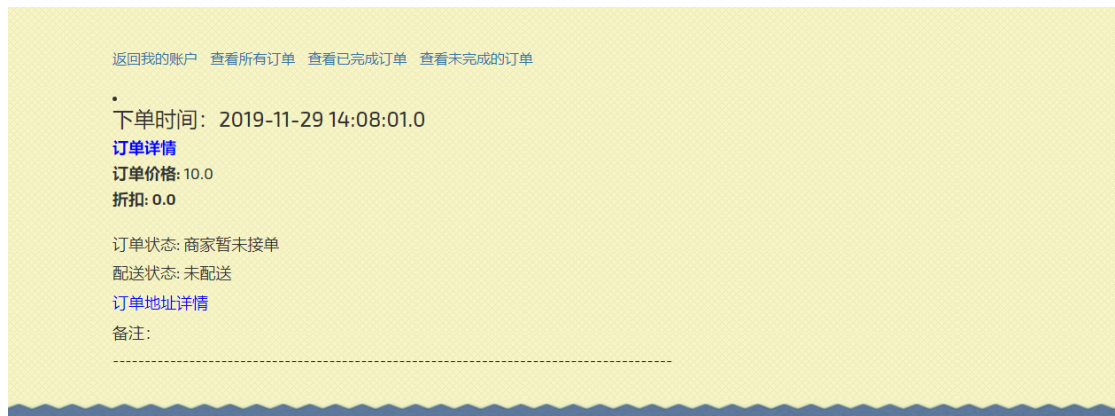 返回我的账户 查看所有订单 查看已完成订单 查看未完成的订单
下单时间：2019-11-29 14:08:01.0
订单详情
订单价格: 10.0
折扣: 0.0
订单状态: 商家暂未接单
配送状态: 未配送
订单地址详情
备注：
--------------------------------------------------------------------------------